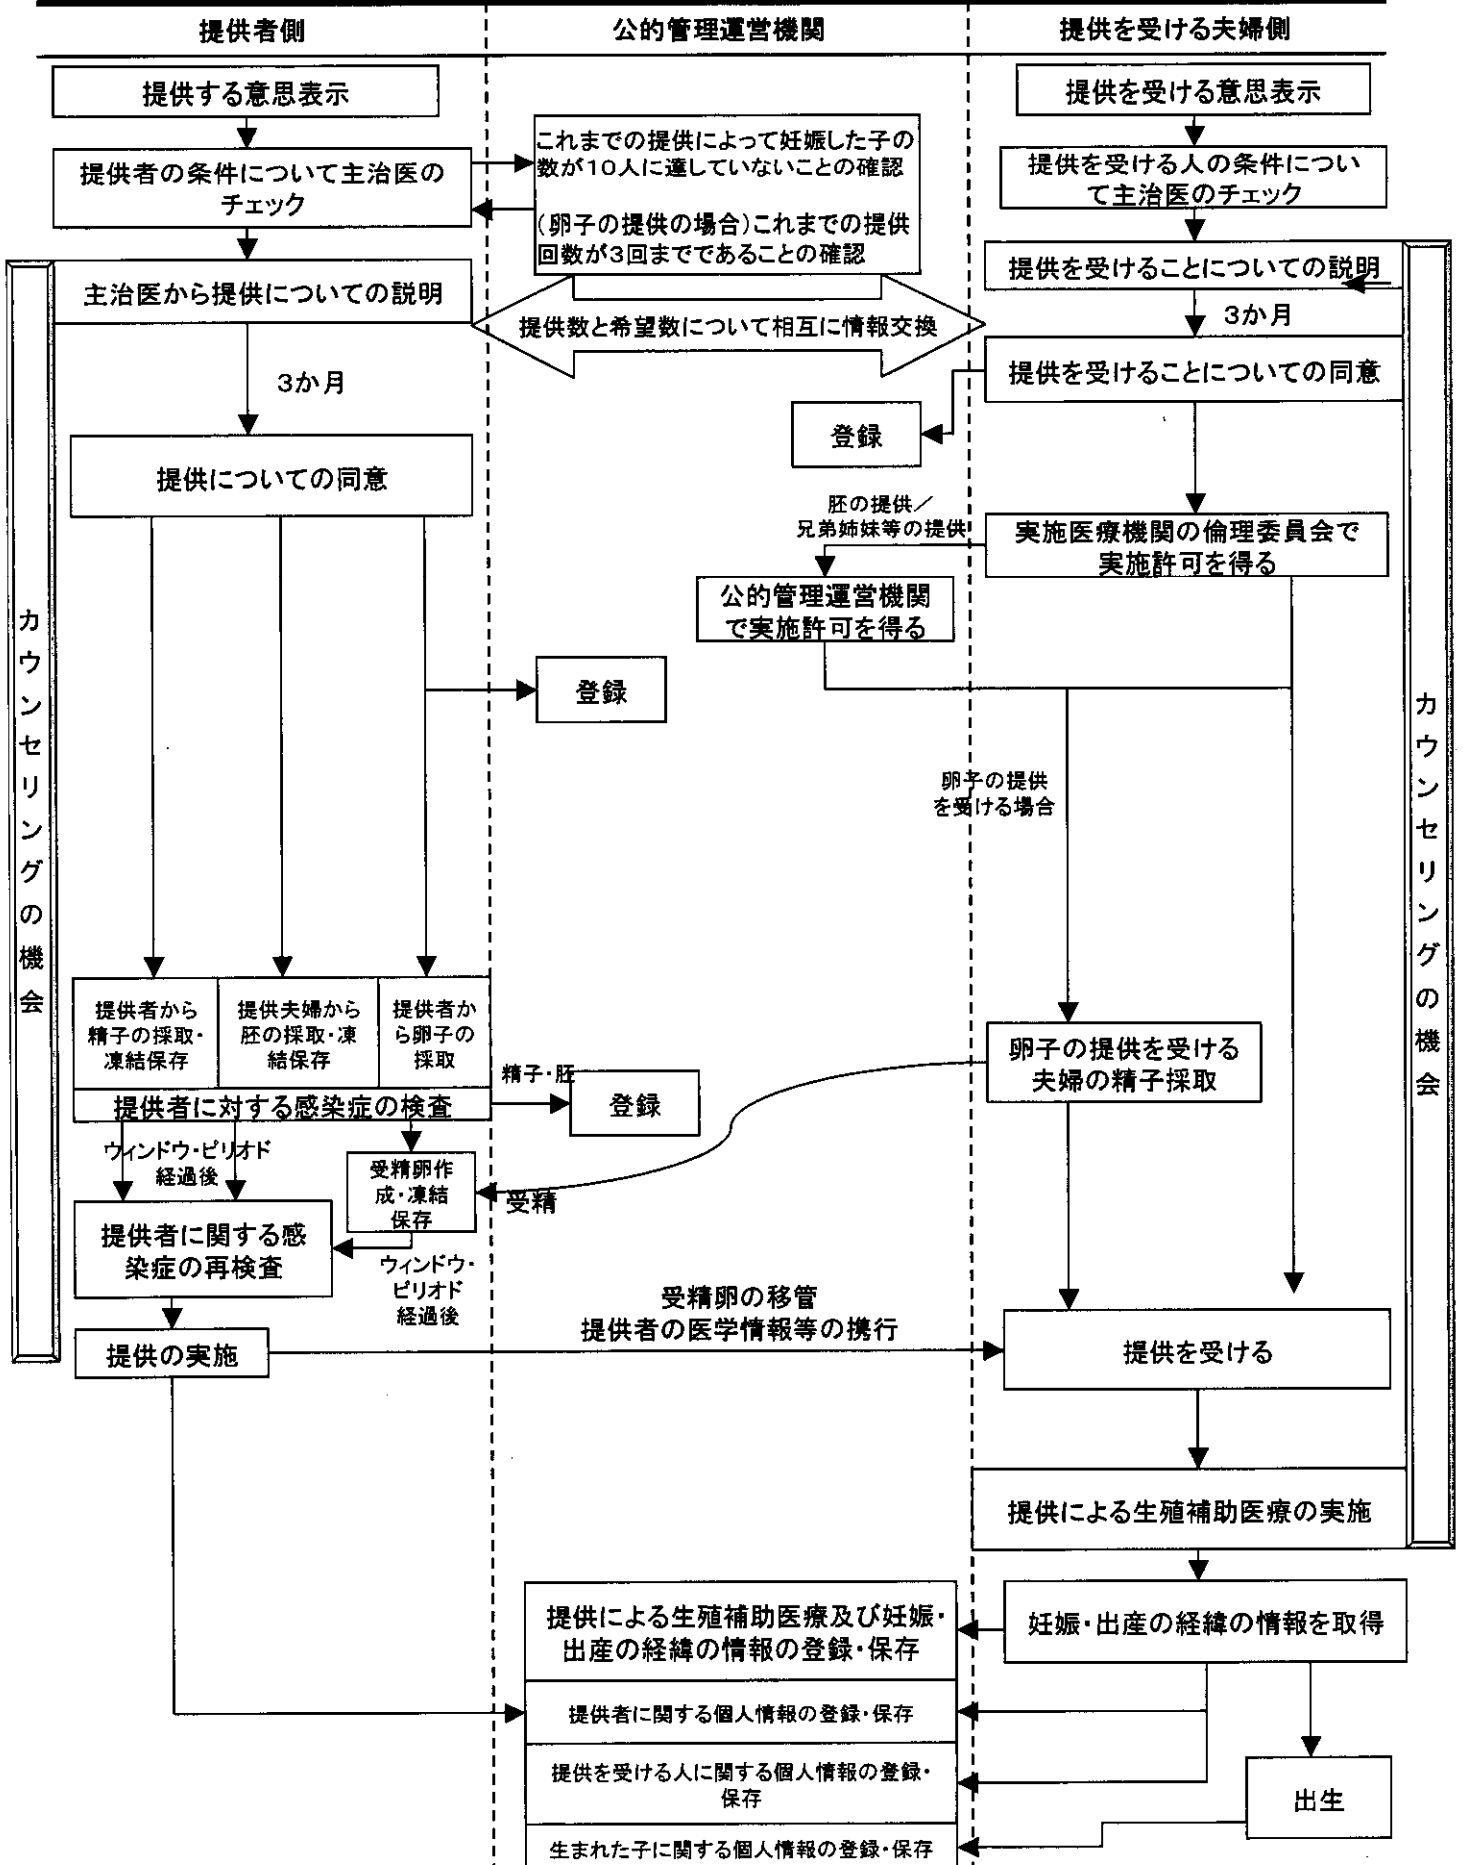 提供者側
公的管理運営機関
提供を受ける夫婦側
提供する意思表示
提供者の条件について主治医の
チェック
主治医から提供についての説明
3か月
提供についての同意
これまでの提供によって妊娠した子の
数が10人に達していないことの確認
(卵子の提供の場合)これまでの提供
回数が3回までであることの確認
提供数と希望数について相互に情報交換
提供を受ける意思表示
提供を受ける人の条件につい
て主治医のチェック
提供を受けることについての説明
3か月
提供を受けることについての同意
登録
胚の提供／
兄弟姉妹等の提供
実施医療機関の倫理委員会で
実施許可を得る
公的管理運営機関
で実施許可を得る
登録
カウンセリングの機会
カウンセリングの機会
卵子の提供
を受ける場合
提供者から
精子の採取・
凍結保存
提供夫婦から
胚の採取・凍
結保存
提供者か
ら卵子の
採取
提供者に対する感染症の検査
精子・胚
登録
卵子の提供を受ける
夫婦の精子採取
ウィンドウ・ピリオド
経過後
受精卵作
成・凍結
保存
受精
提供者に関する感
染症の再検査
ウィンドウ・
ピリオド
経過後
受精卵の移管
提供者の医学情報等の携行
提供の実施
提供を受ける
提供による生殖補助医療の実施
提供による生殖補助医療及び妊娠・
出産の経緯の情報の登録・保存
妊娠・出産の経緯の情報を取得
提供者に関する個人情報の登録・保存
提供を受ける人に関する個人情報の登録・
保存
出生
生まれた子に関する個人情報の登録・保存